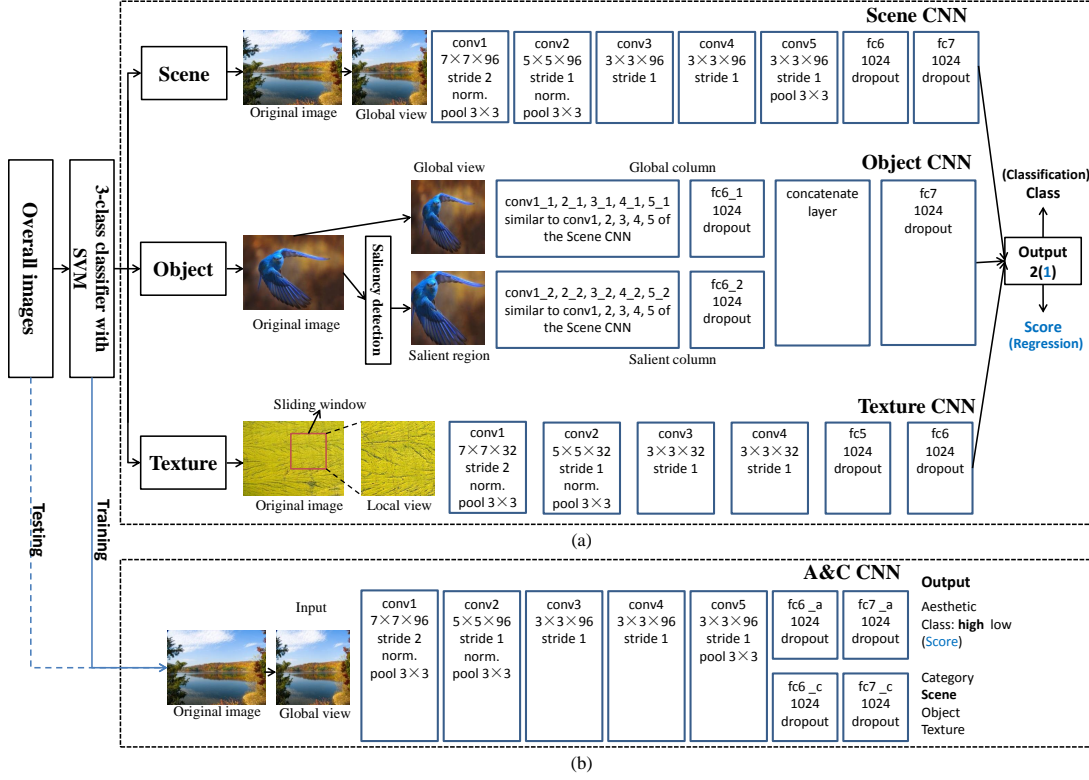 Scene CNN
Scene
Original image
Global view
conv1
7×7×96
stride 2
norm.
pool 3×3
conv2
5×5×96
stride 1
norm.
pool 3×3
conv3
3×3×96
stride 1
conv4
3×3×96
stride 1
conv5
3×3×96
stride 1
pool 3×3
fc6
1024
dropout
fc7
1024
dropout
Overall images
3-class classifier with
SVM
Object CNN
Object
Original image
Saliency detection
Global view
Salient region
Global column
conv1_1, 2_1, 3_1, 4_1, 5_1
similar to conv1, 2, 3, 4, 5 of
the Scene CNN
fc6_1
1024
dropout
conv1_2, 2_2, 3_2, 4_2, 5_2
similar to conv1, 2, 3, 4, 5 of
the Scene CNN
fc6_2
1024
dropout
Salient column
concatenate
layer
fc7
1024
dropout
(Classification)
Class
Output
2(1)
Score
(Regression)
Texture CNN
Texture
Sliding window
Original image
Local view
conv1
7×7×32
stride 2
norm.
pool 3×3
conv2
5×5×32
stride 1
norm.
pool 3×3
conv3
3×3×32
stride 1
conv4
3×3×32
stride 1
fc5
1024
dropout
fc6
1024
dropout
(a)
Testing
Training
A&C CNN
Input
Original image
Global view
conv1
7×7×96
stride 2
norm.
pool 3×3
conv2
5×5×96
stride 1
norm.
pool 3×3
conv3
3×3×96
stride 1
conv4
3×3×96
stride 1
conv5
3×3×96
stride 1
pool 3×3
fc6 _a
1024
dropout
fc7 _a
1024
dropout
fc6 _c
1024
dropout
fc7 _c
1024
dropout
Output
Aesthetic
Class: high low
(Score)
Category
Scene
Object
Texture
(b)